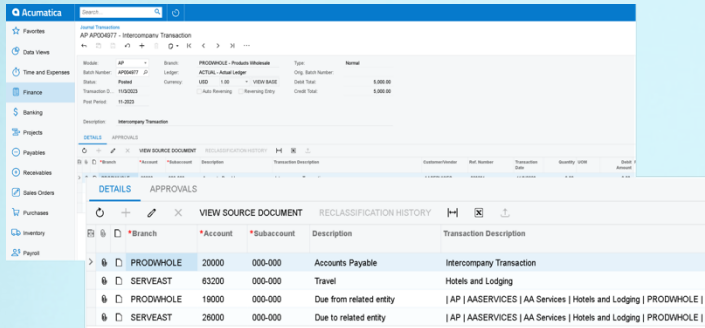 Acumatica Search...
Journal Transactions
AP AP004977 - Intercompany Transaction
Favorites
Data Views
Time and Expenses
Finance
Banking
Projects
Payables
Receivables
Sales Orders
Purchases
Inventory
Payroll
Module: AP Branch: PRODWHOLE - Products Wholesale Type: Normal
Batch Number: AP004977 Ledger: ACTUAL - Actual Ledger Orig. Batch Number:
Status: Posted Currency: USD 1.00 VIEW BASE Debit Total: 5,000.00
Transaction D... 11/3/2023 Auto Reversing Reversing Entry Credit Total: 5,000.00
Post Period: 11-2023
Description: Intercompany Transaction
DETAILS APPROVALS
VIEW SOURCE DOCUMENT RECLASSIFICATION HISTORY
*Branch *Account *Subaccount Description Transaction Description Customer/Vendor Ref. Number Transaction Date Quantity UOM Debit Amount
DETAILS APPROVALS
VIEW SOURCE DOCUMENT RECLASSIFICATION HISTORY
*Branch *Account *Subaccount Description Transaction Description
PRODWHOLE 20000 000-000 Accounts Payable Intercompany Transaction
SERVEAST 63200 000-000 Travel Hotels and Lodging
PRODWHOLE 19000 000-000 Due from related entity | AP | AASERVICES | AA Services | Hotels and Lodging | PRODWHOLE |
SERVEAST 26000 000-000 Due to related entity | AP | AASERVICES | AA Services | Hotels and Lodging | PRODWHOLE |